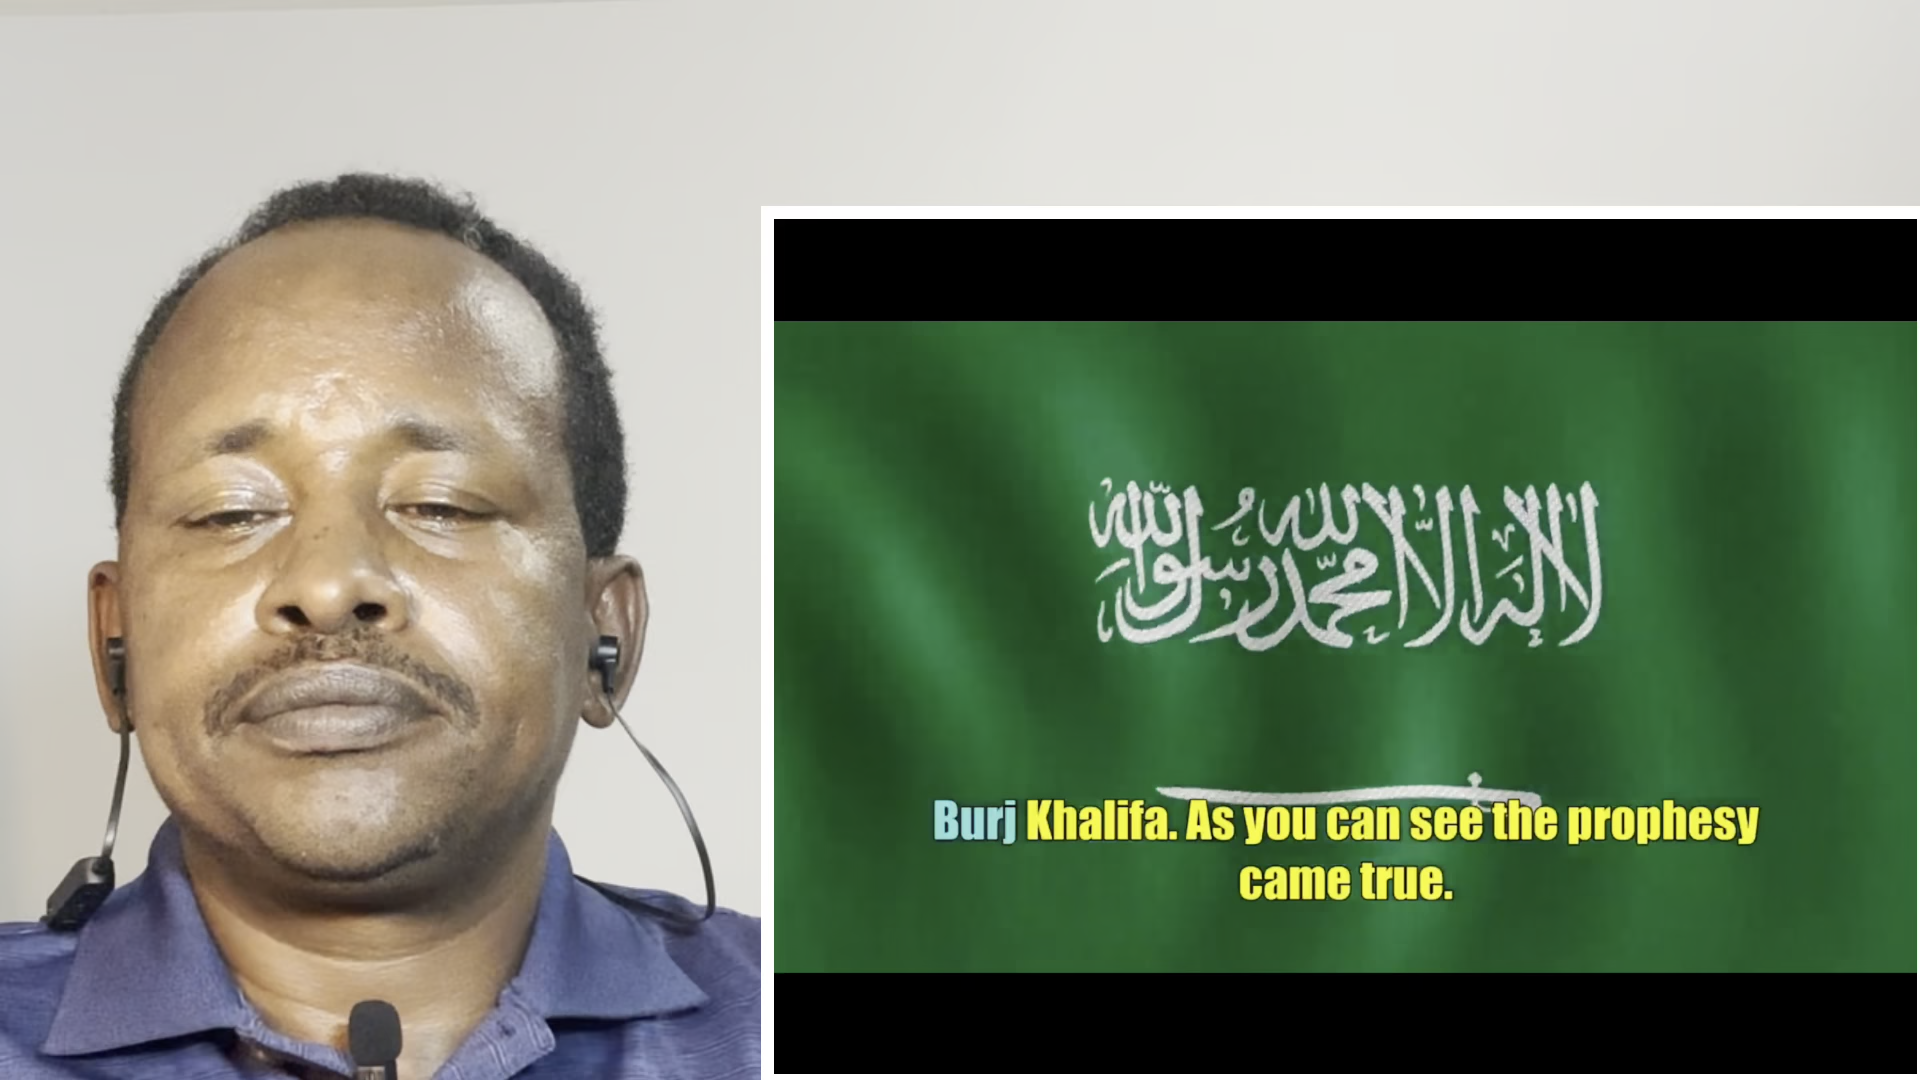 لا إله إلا الله محمد رسول الله
Burj Khalifa. As you can see the prophesy
came true.